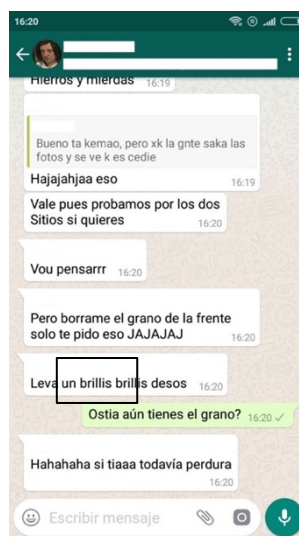 16:20
Hierros y mierdas 16:19
Bueno ta kemao, pero xk la gnte saka las
fotos y se ve k es cedie
Hajajahjaa eso 16:19
Vale pues probamos por los dos
Sitios si quieres 16:20
Vou pensarrr 16:20
Pero borrame el grano de la frente
solo te pido eso JAJAJAJ 16:20
Leva un brillis brillis desos 16:20
Ostia aún tienes el grano? 16:20
Hahahaha si tiaaa todavía perdura
16:20
Escribir mensaje